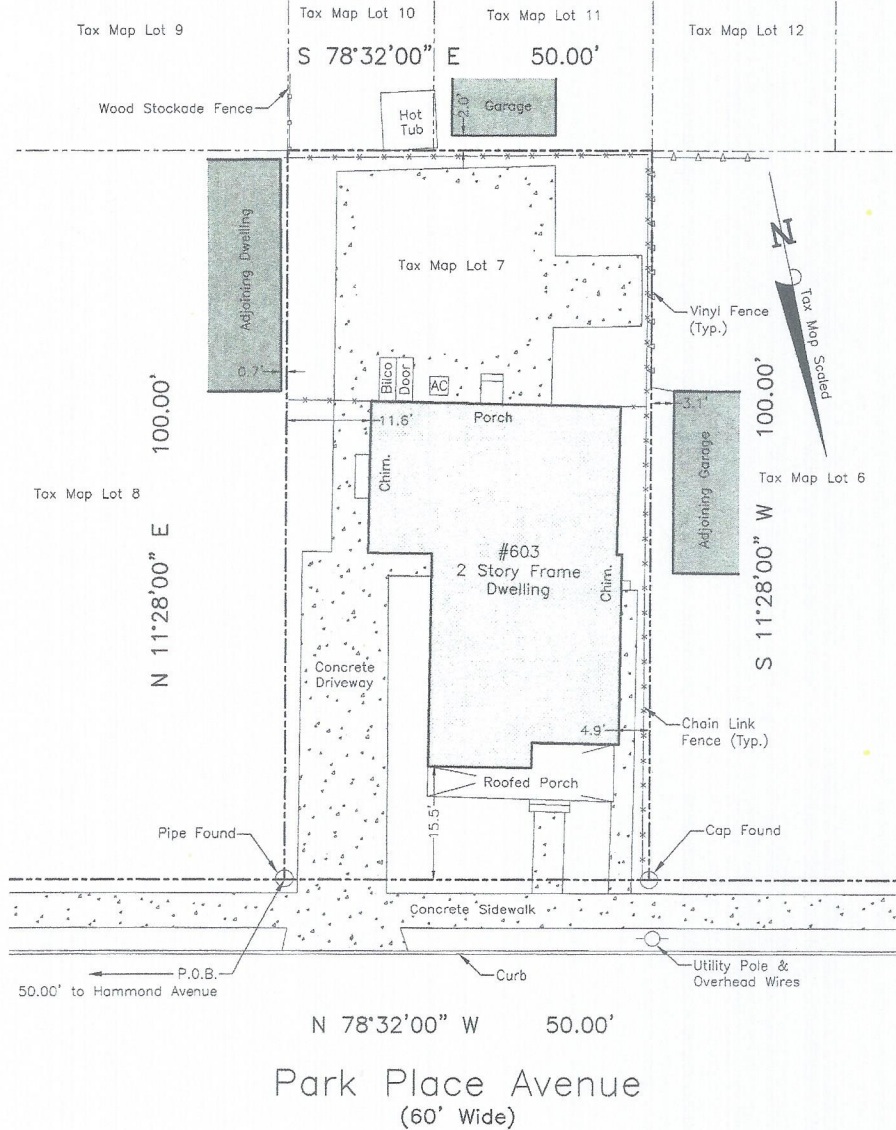 Tax Map Lot 9
Tax Map Lot 10
Tax Map Lot 11
Tax Map Lot 12
S 78°32'00" E 50.00'
Wood Stockade Fence
Hot
Tub
2.0'
Garage
Adjoining Dwelling
Tax Map Lot 7
N
Tax Map Scaled
Vinyl Fence
(Typ.)
0.7'
Bilco
Door
AC
Porch
11.6'
3.1'
N 11°28'00" E 100.00'
S 11°28'00" W 100.00'
Tax Map Lot 8
Chim.
Adjoining Garage
Tax Map Lot 6
#603
2 Story Frame
Dwelling
Chim.
Concrete
Driveway
4.9'
Chain Link
Fence (Typ.)
Roofed Porch
15.5'
Pipe Found
Cap Found
Concrete Sidewalk
P.O.B.
50.00' to Hammond Avenue
Curb
Utility Pole &
Overhead Wires
N 78°32'00" W 50.00'
Park Place Avenue
(60' Wide)